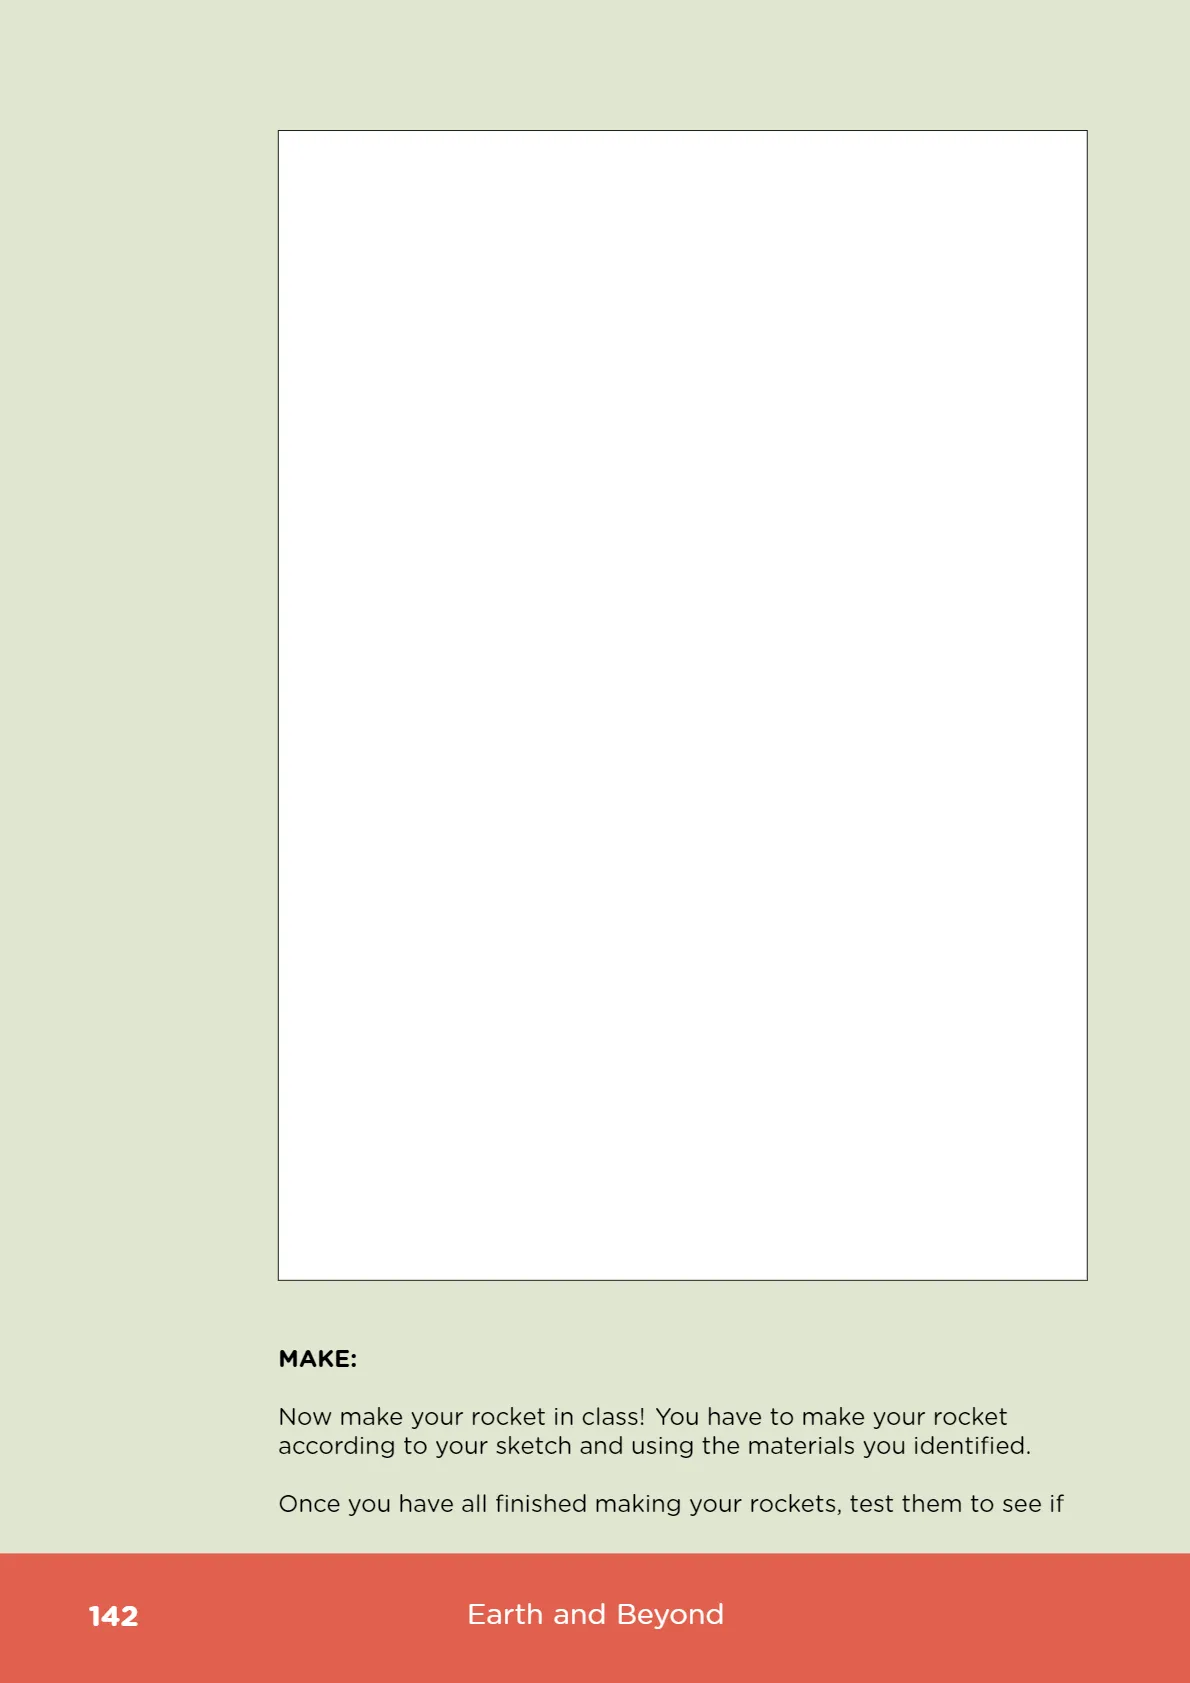 MAKE:
Now make your rocket in class! You have to make your rocket
according to your sketch and using the materials you identified.
Once you have all finished making your rockets, test them to see if
142
Earth and Beyond